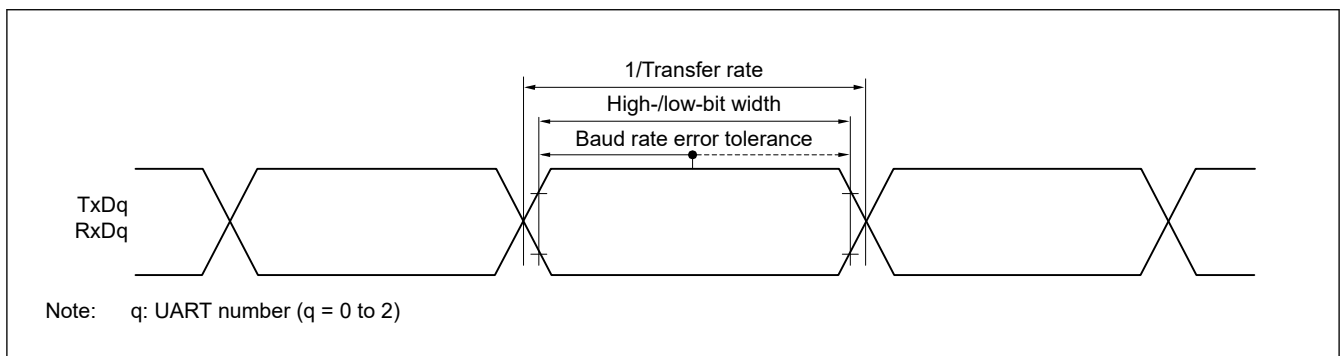 1/Transfer rate
High-/low-bit width
Baud rate error tolerance
TxDq
RxDq
Note: q: UART number (q = 0 to 2)